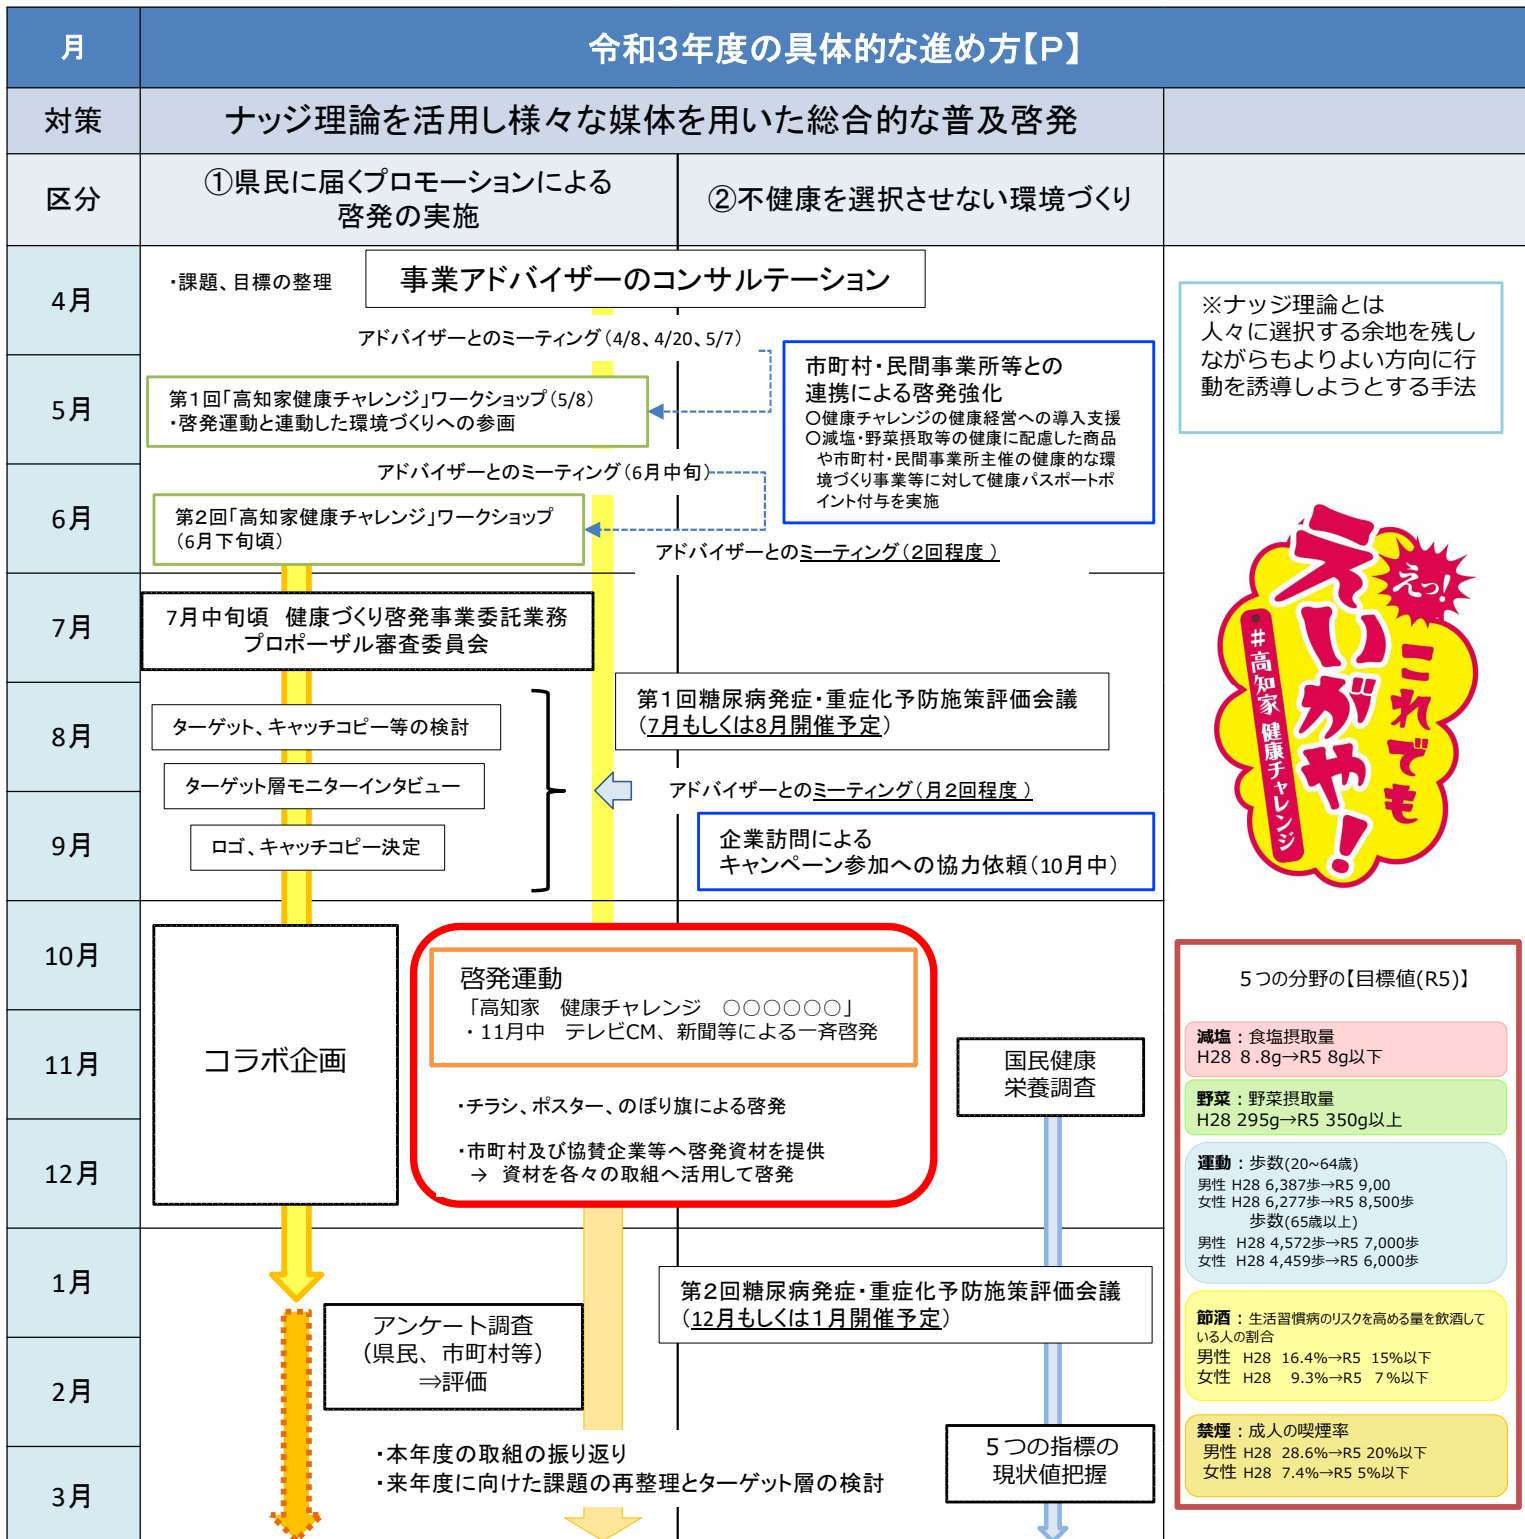 月
令和3年度の具体的な進め方【P】
対策
ナッジ理論を活用し様々な媒体を用いた総合的な普及啓発
区分
①県民に届くプロモーションによる
啓発の実施
②不健康を選択させない環境づくり
4月
・課題、目標の整理
事業アドバイザーのコンサルテーション
アドバイザーとのミーティング(4/8、4/20、5/7)
5月
第1回「高知家健康チャレンジ」ワークショップ(5/8)
・啓発運動と連動した環境づくりへの参画
市町村・民間事業所等との
連携による啓発強化
○健康チャレンジの健康経営への導入支援
○減塩・野菜摂取等の健康に配慮した商品
や市町村・民間事業所主催の健康的な環
境づくり事業等に対して健康パスポートポ
イント付与を実施
アドバイザーとのミーティング(6月中旬)
6月
第2回「高知家健康チャレンジ」ワークショップ
(6月下旬頃)
アドバイザーとのミーティング(2回程度 )
7月
7月中旬頃 健康づくり啓発事業委託業務
プロポーザル審査委員会
8月
ターゲット、キャッチコピー等の検討
ターゲット層モニターインタビュー
第1回糖尿病発症・重症化予防施策評価会議
(7月もしくは8月開催予定)
アドバイザーとのミーティング(月2回程度 )
9月
ロゴ、キャッチコピー決定
企業訪問による
キャンペーン参加への協力依頼(10月中)
10月
11月
12月
コラボ企画
啓発運動
「高知家 健康チャレンジ ○○○○○○」
・11月中 テレビCM、新聞等による一斉啓発
・チラシ、ポスター、のぼり旗による啓発
・市町村及び協賛企業等へ啓発資材を提供
→ 資材を各々の取組へ活用して啓発
国民健康
栄養調査
1月
第2回糖尿病発症・重症化予防施策評価会議
(12月もしくは1月開催予定)
アンケート調査
(県民、市町村等)
⇒評価
2月
3月
・本年度の取組の振り返り
・来年度に向けた課題の再整理とターゲット層の検討
5つの指標の
現状値把握
※ナッジ理論とは
人々に選択する余地を残し
ながらもよりよい方向に行
動を誘導しようとする手法
えっ!
これでも
えいがや!
#高知家 健康チャレンジ
5つの分野の【目標値(R5)】
減塩:食塩摂取量
H28 8.8g→R5 8g以下
野菜:野菜摂取量
H28 295g→R5 350g以上
運動:歩数(20~64歳)
男性 H28 6,387歩→R5 9,00
女性 H28 6,277歩→R5 8,500歩
歩数(65歳以上)
男性 H28 4,572歩→R5 7,000歩
女性 H28 4,459歩→R5 6,000歩
節酒:生活習慣病のリスクを高める量を飲酒して
いる人の割合
男性 H28 16.4%→R5 15%以下
女性 H28 9.3%→R5 7%以下
禁煙:成人の喫煙率
男性 H28 28.6%→R5 20%以下
女性 H28 7.4%→R5 5%以下